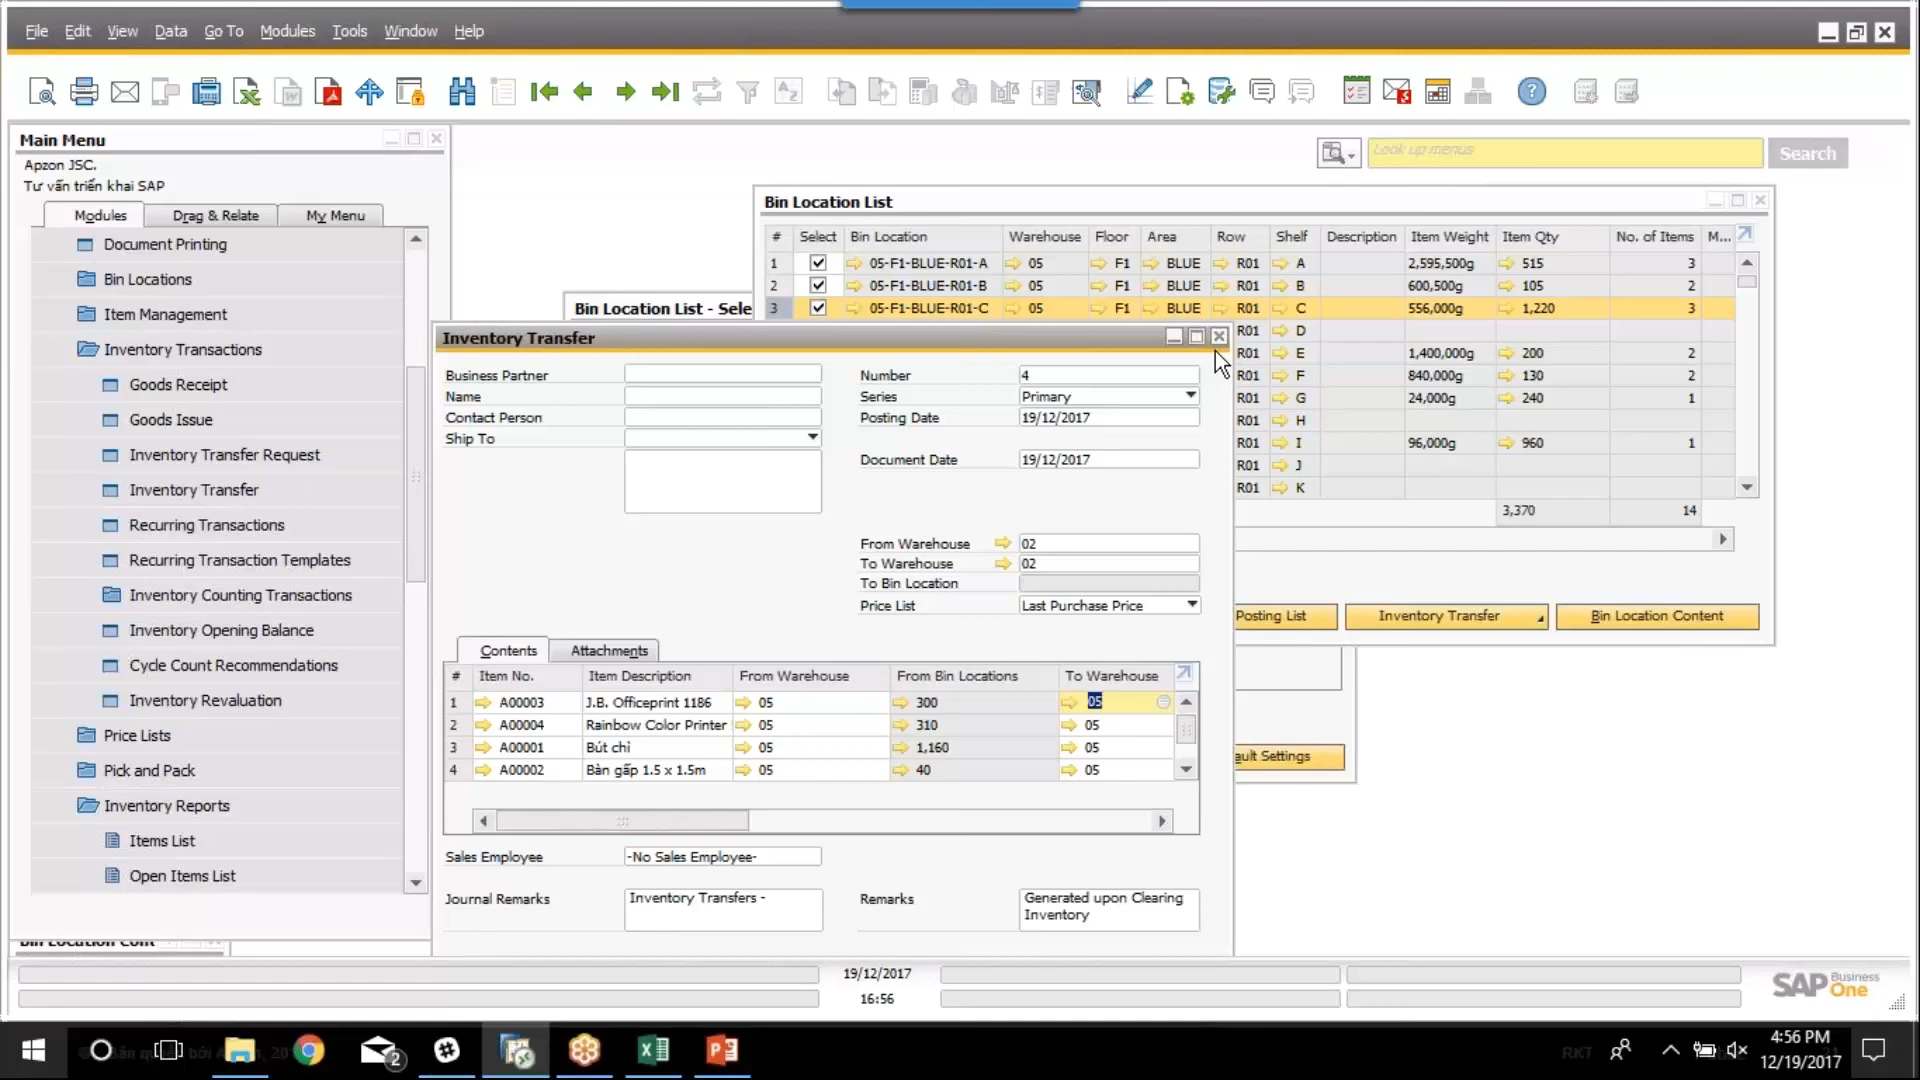 File Edit View Data Go To Modules Tools Window Help
Main Menu
Apzon JSC.
Tư vấn triển khai SAP
Modules Drag & Relate My Menu
Document Printing
Bin Locations
Item Management
Inventory Transactions
Goods Receipt
Goods Issue
Inventory Transfer Request
Inventory Transfer
Recurring Transactions
Recurring Transaction Templates
Inventory Counting Transactions
Inventory Opening Balance
Cycle Count Recommendations
Inventory Revaluation
Price Lists
Pick and Pack
Inventory Reports
Items List
Open Items List
Look up menus Search
Bin Location List
# Select Bin Location Warehouse Floor Area Row Shelf Description Item Weight Item Qty No. of Items M...
1 05-F1-BLUE-R01-A 05 F1 BLUE R01 A 2,595,500g 515 3
2 05-F1-BLUE-R01-B 05 F1 BLUE R01 B 600,500g 105 2
3 05-F1-BLUE-R01-C 05 F1 BLUE R01 C 556,000g 1,220 3
R01 D
R01 E 1,400,000g 200 2
R01 F 840,000g 130 2
R01 G 24,000g 240 1
R01 H
R01 I 96,000g 960 1
R01 J
R01 K
3,370 14
Posting List Inventory Transfer Bin Location Content
Bin Location List - Sele
ault Settings
Inventory Transfer
Business Partner
Name
Contact Person
Ship To
Number 4
Series Primary
Posting Date 19/12/2017
Document Date 19/12/2017
From Warehouse 02
To Warehouse 02
To Bin Location
Price List Last Purchase Price
Contents Attachments
# Item No. Item Description From Warehouse From Bin Locations To Warehouse
1 A00003 J.B. Officeprint 1186 05 300 05
2 A00004 Rainbow Color Printer 05 310 05
3 A00001 Bút chì 05 1,160 05
4 A00002 Bàn gấp 1.5 x 1.5m 05 40 05
Sales Employee -No Sales Employee-
Journal Remarks Inventory Transfers -
Remarks Generated upon Clearing
Inventory
19/12/2017
16:56
SAP Business
One
2
4:56 PM
12/19/2017